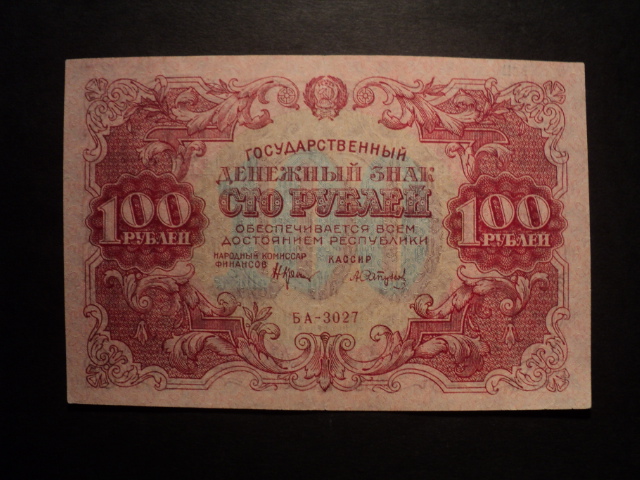 ГОСУДАРСТВЕННЫЙ
ДЕНЕЖНЫЙ ЗНАК
СТО РУБЛЕЙ
ОБЕСПЕЧИВАЕТСЯ ВСЕМ
ДОСТОЯНИЕМ РЕСПУБЛИКИ
НАРОДНЫЙ КОМИССАР
ФИНАНСОВ
КАССИР
БА-3027
100
РУБЛЕЙ
100
РУБЛЕЙ